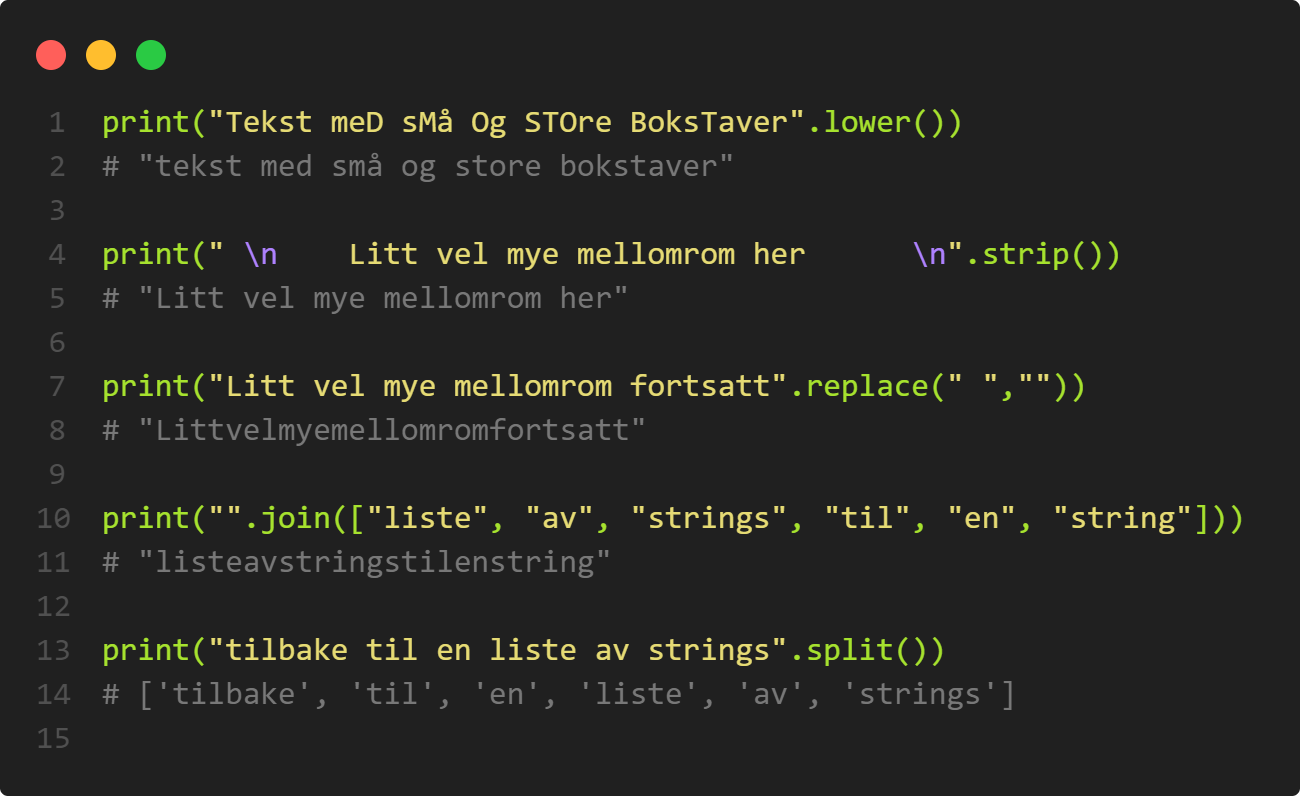 1 print("Tekst meD sMå Og STOre BoksTaver".lower())
2 # "tekst med små og store bokstaver"
3
4 print(" \n    Litt vel mye mellomrom her      \n".strip())
5 # "Litt vel mye mellomrom her"
6
7 print("Litt vel mye mellomrom fortsatt".replace(" ",""))
8 # "Littvelmyemellomromfortsatt"
9
10 print("".join(["liste", "av", "strings", "til", "en", "string"]))
11 # "listeavstringstilenstring"
12
13 print("tilbake til en liste av strings".split())
14 # ['tilbake', 'til', 'en', 'liste', 'av', 'strings']
15